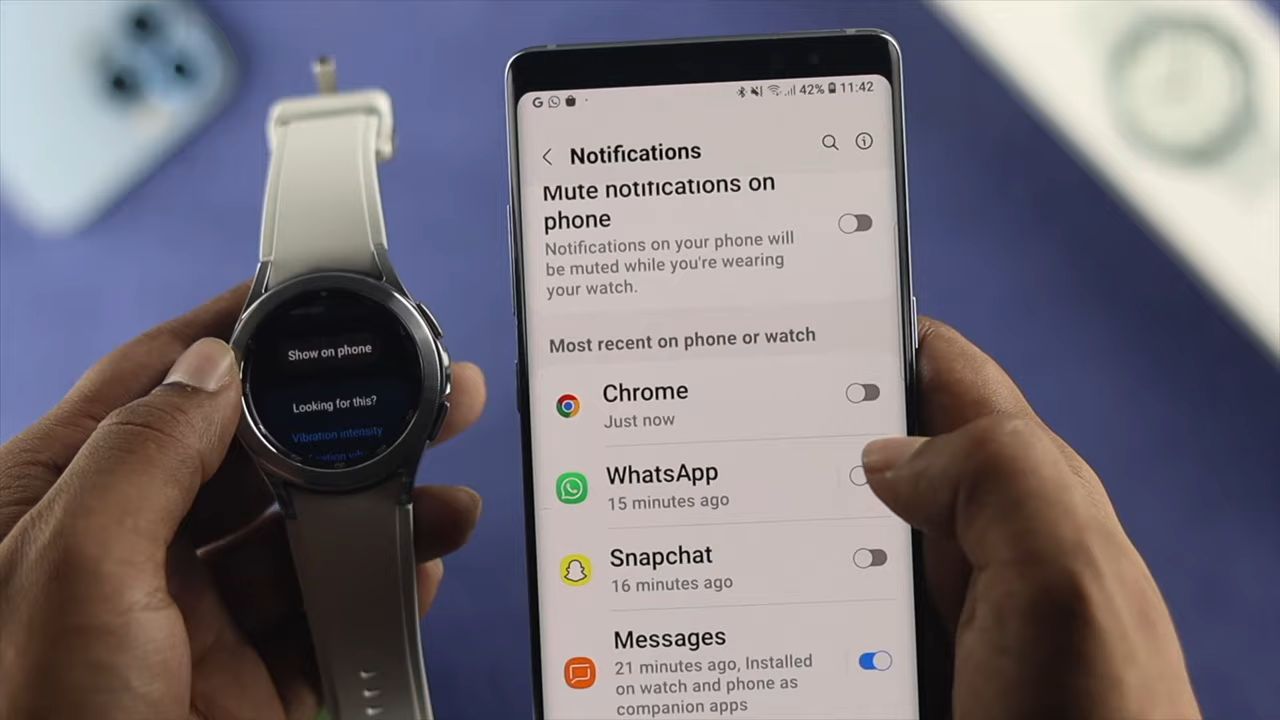 42% 11:42
Notifications
Mute notifications on
phone
Notifications on your phone will
be muted while you're wearing
your watch.
Most recent on phone or watch
Chrome
Just now
WhatsApp
15 minutes ago
Snapchat
16 minutes ago
Messages
21 minutes ago, Installed
on watch and phone as
companion apps
Show on phone
Looking for this?
Vibration intensity